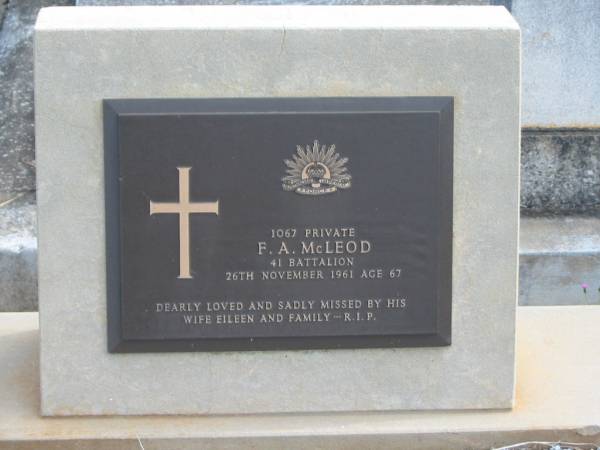 1067 PRIVATE
F. A. McLEOD
41 BATTALION
26TH NOVEMBER 1961 AGE 67
DEARLY LOVED AND SADLY MISSED BY HIS
WIFE EILEEN AND FAMILY — R.I.P.